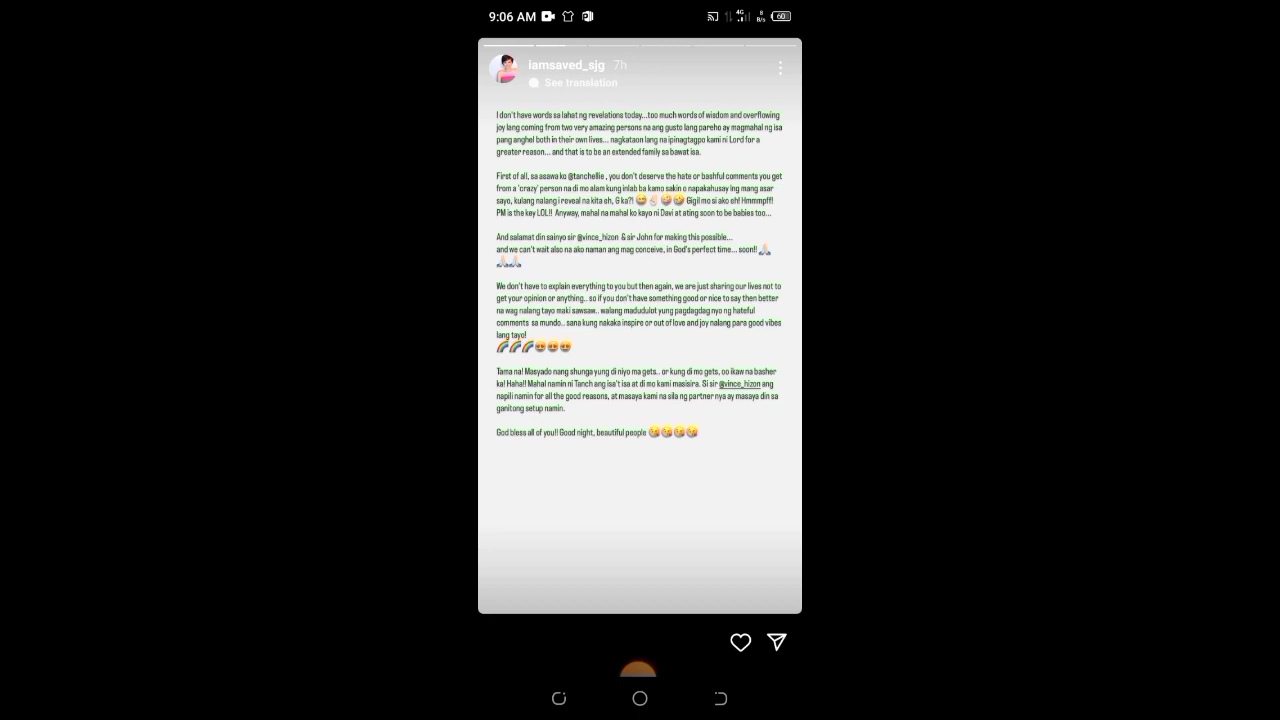 9:06 AM
4G
8
B/s
60
iamsaved_sjg 7h
See translation
I don't have words sa lahat ng revelations today...too much words of wisdom and overflowing
joy lang coming from two very amazing persons na ang gusto lang pareho ay magmahal ng isa
pang anghel both in their own lives... nagkataon lang na ipinagtagpo kami ni Lord for a
greater reason... and that is to be an extended family sa bawat isa.
First of all, sa asawa ko @tanchellie , you don't deserve the hate or bashful comments you get
from a 'crazy' person na di mo alam kung inlab ba kamo sakin o napakahusay lng mang asar
sayo, kulang nalang i reveal na kita eh, G ka?! 😅👌🏻🤪🤣 Gigil mo si ako eh! Hmmmpff!
PM is the key LOL!! Anyway, mahal na mahal ko kayo ni Davi at ating soon to be babies too...
And salamat din sainyo sir @vince_hizon & sir John for making this possible...
and we can't wait also na ako naman ang mag conceive, in God's perfect time... soon!! 🙏🏻
🙏🏻🙏🏻
We don't have to explain everything to you but then again, we are just sharing our lives not to
get your opinion or anything.. so if you don't have something good or nice to say then better
na wag nalang tayo maki sawsaw.. walang madudulot yung pagdagdag nyo ng hateful
comments sa mundo.. sana kung nakaka inspire or out of love and joy nalang para good vibes
lang tayo!
🌈🌈🌈🤩🤩🤩
Tama na! Masyado nang shunga yung di niyo ma gets.. or kung di mo gets, oo ikaw na basher
ka! Haha!! Mahal namin ni Tanch ang isa't isa at di mo kami masisira. Si sir @vince_hizon ang
napili namin for all the good reasons, at masaya kami na sila ng partner nya ay masaya din sa
ganitong setup namin.
God bless all of you!! Good night, beautiful people 😘😘😘😘